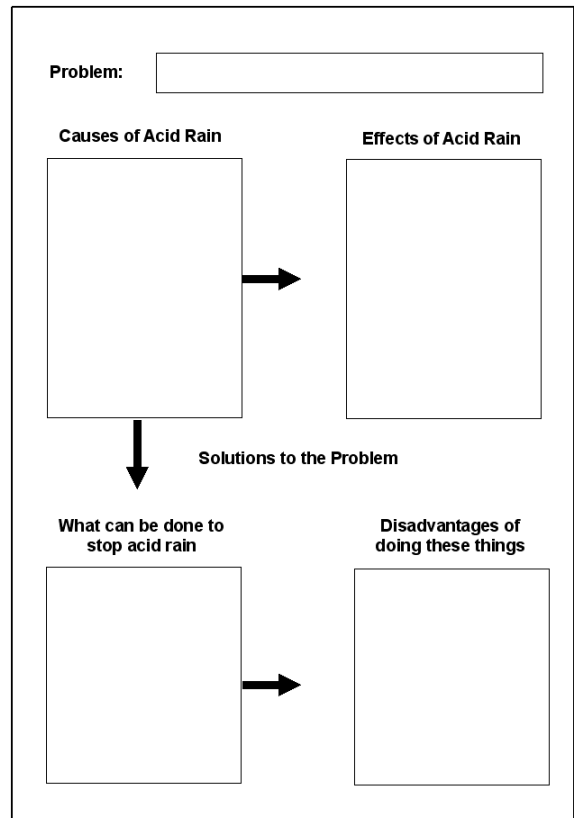 Problem:
Causes of Acid Rain
Effects of Acid Rain
Solutions to the Problem
What can be done to
stop acid rain
Disadvantages of
doing these things